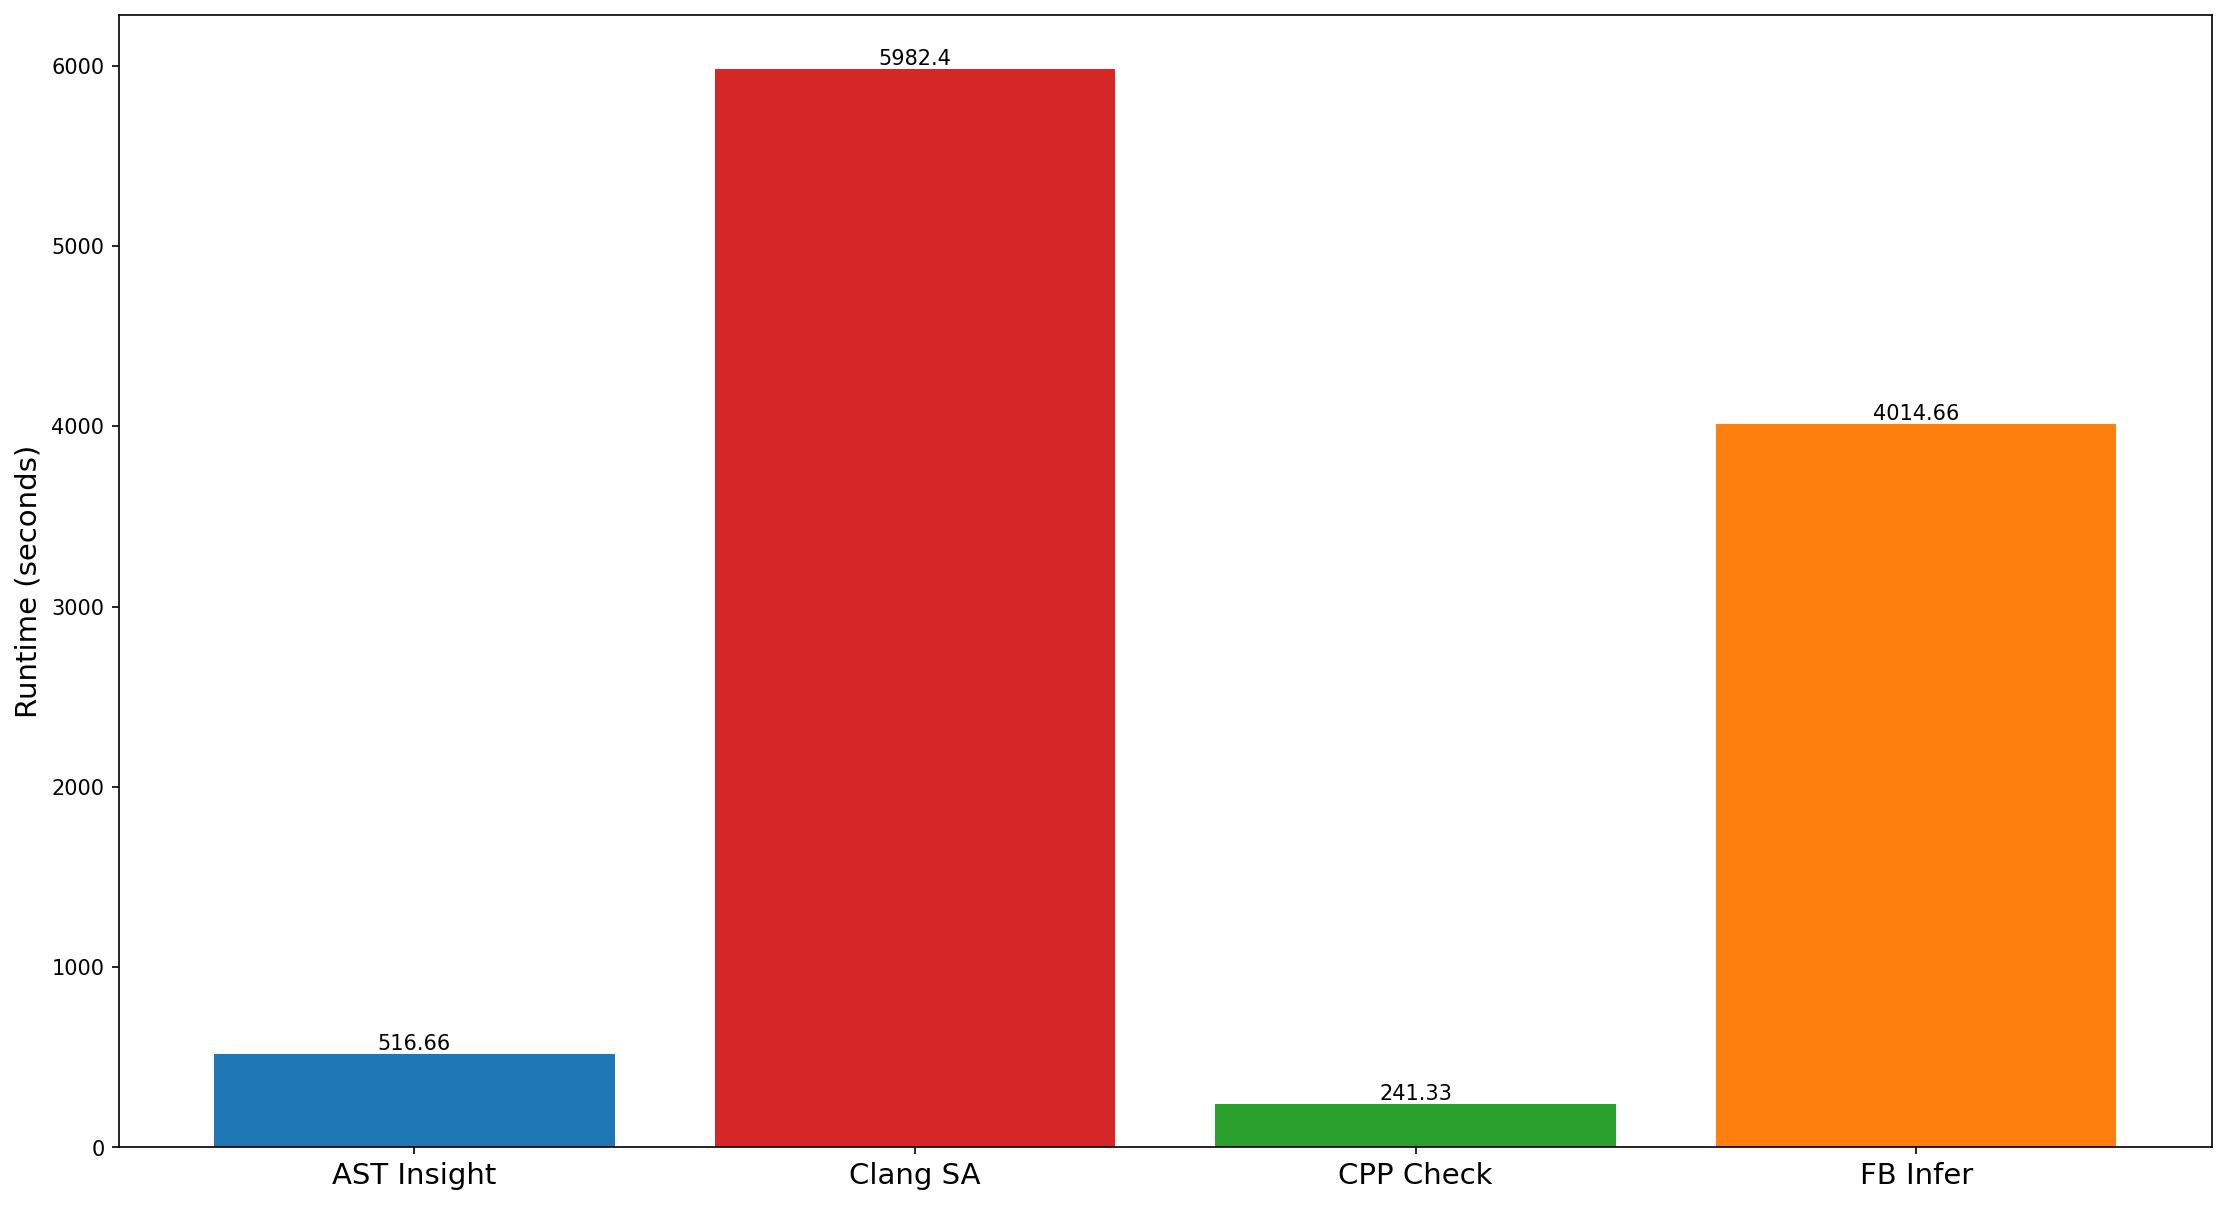 Runtime (seconds)
6000
5000
4000
3000
2000
1000
0
516.66
5982.4
241.33
4014.66
AST Insight
Clang SA
CPP Check
FB Infer